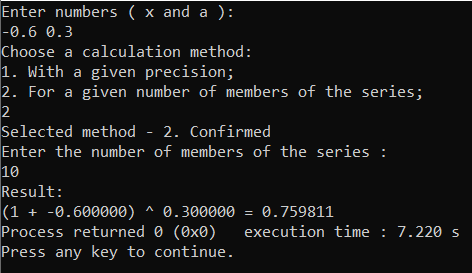 Enter numbers ( x and a ):
-0.6 0.3
Choose a calculation method:
1. With a given precision;
2. For a given number of members of the series;
2
Selected method - 2. Confirmed
Enter the number of members of the series :
10
Result:
(1 + -0.600000) ^ 0.300000 = 0.759811
Process returned 0 (0x0)   execution time : 7.220 s
Press any key to continue.